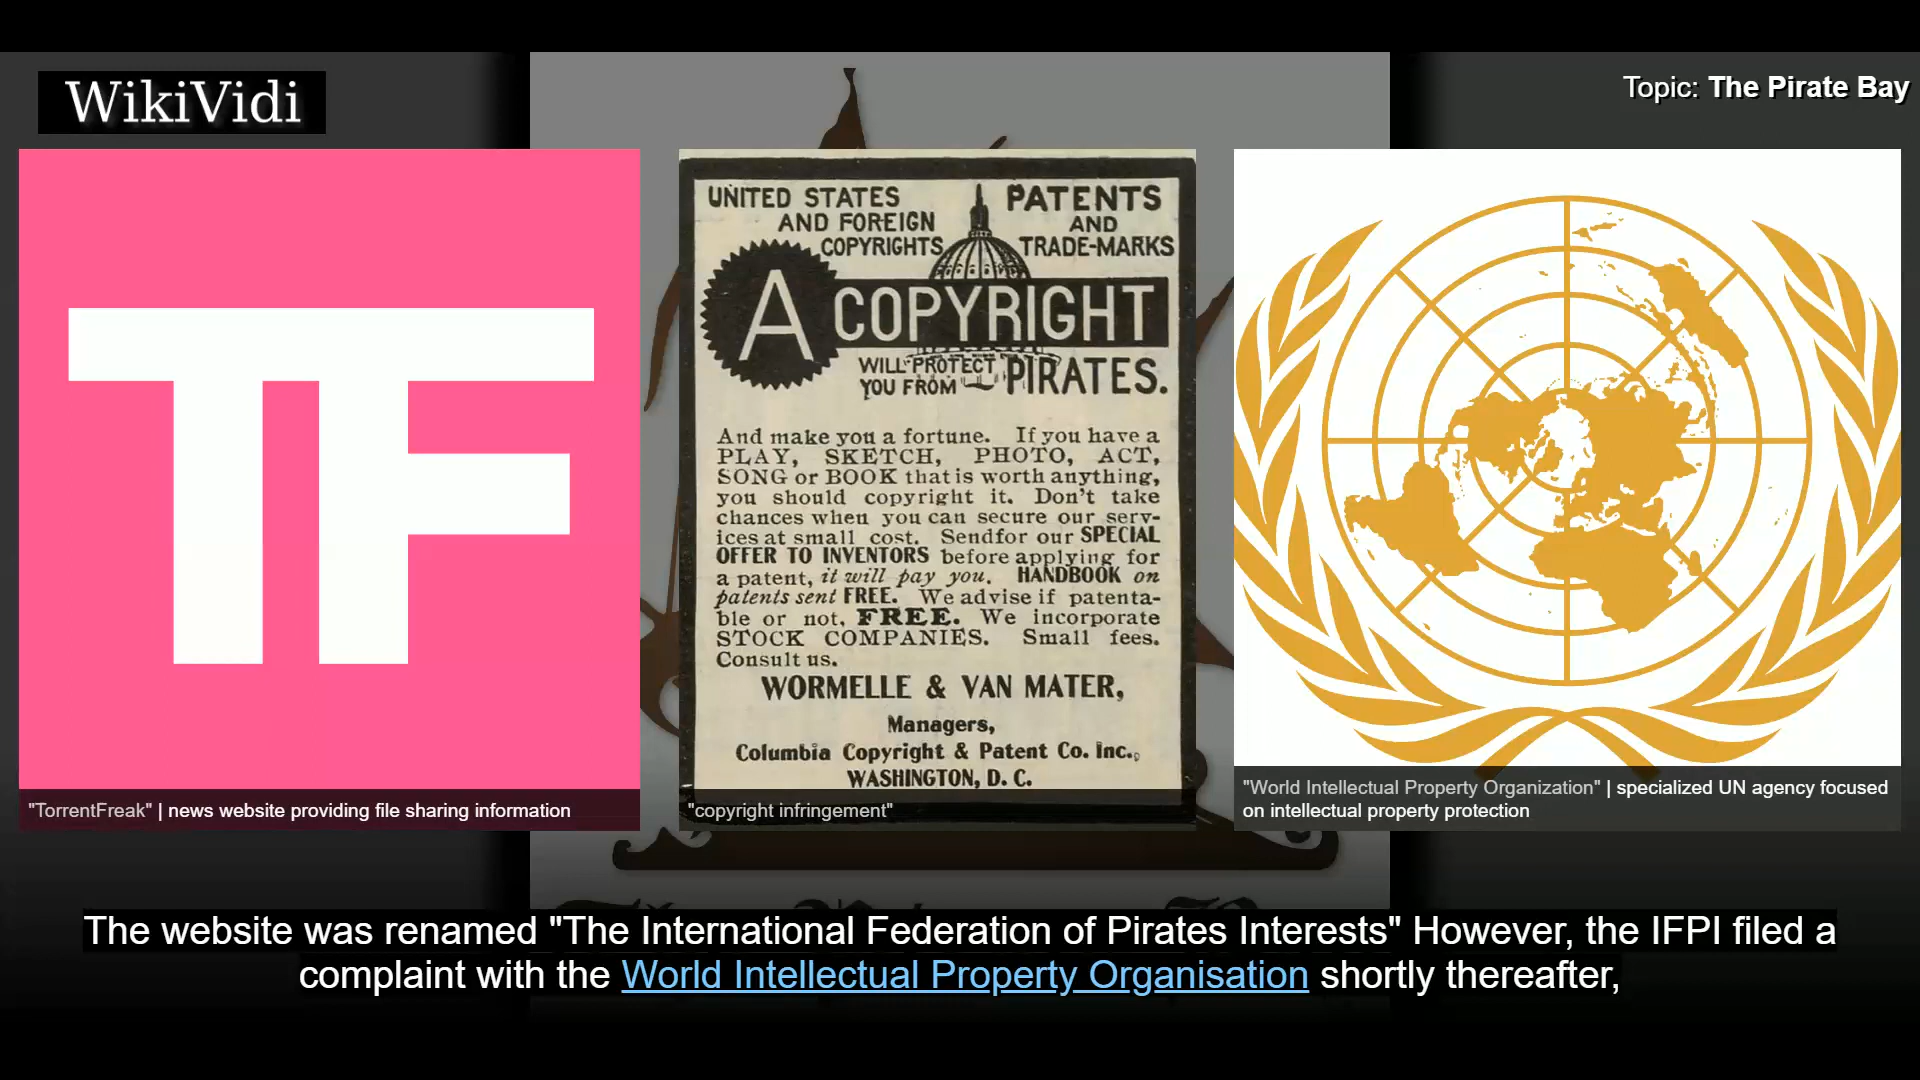 WikiVidi
Topic: The Pirate Bay
TF
UNITED STATES
AND FOREIGN
COPYRIGHTS
PATENTS
AND
TRADE-MARKS
A COPYRIGHT
WILL PROTECT
YOU FROM PIRATES.
And make you a fortune. If you have a
PLAY, SKETCH, PHOTO, ACT,
SONG or BOOK that is worth anything,
you should copyright it. Don't take
chances when you can secure our serv-
ices at small cost. Send for our SPECIAL
OFFER TO INVENTORS before applying for
a patent, it will pay you. HANDBOOK on
patents sent FREE. We advise if patenta-
ble or not. FREE. We incorporate
STOCK COMPANIES. Small fees.
Consult us.
WORMELLE & VAN MATER,
Managers,
Columbia Copyright & Patent Co. Inc.,
WASHINGTON, D. C.
"TorrentFreak" | news website providing file sharing information
"copyright infringement"
"World Intellectual Property Organization" | specialized UN agency focused
on intellectual property protection
The website was renamed "The International Federation of Pirates Interests" However, the IFPI filed a
complaint with the World Intellectual Property Organisation shortly thereafter,